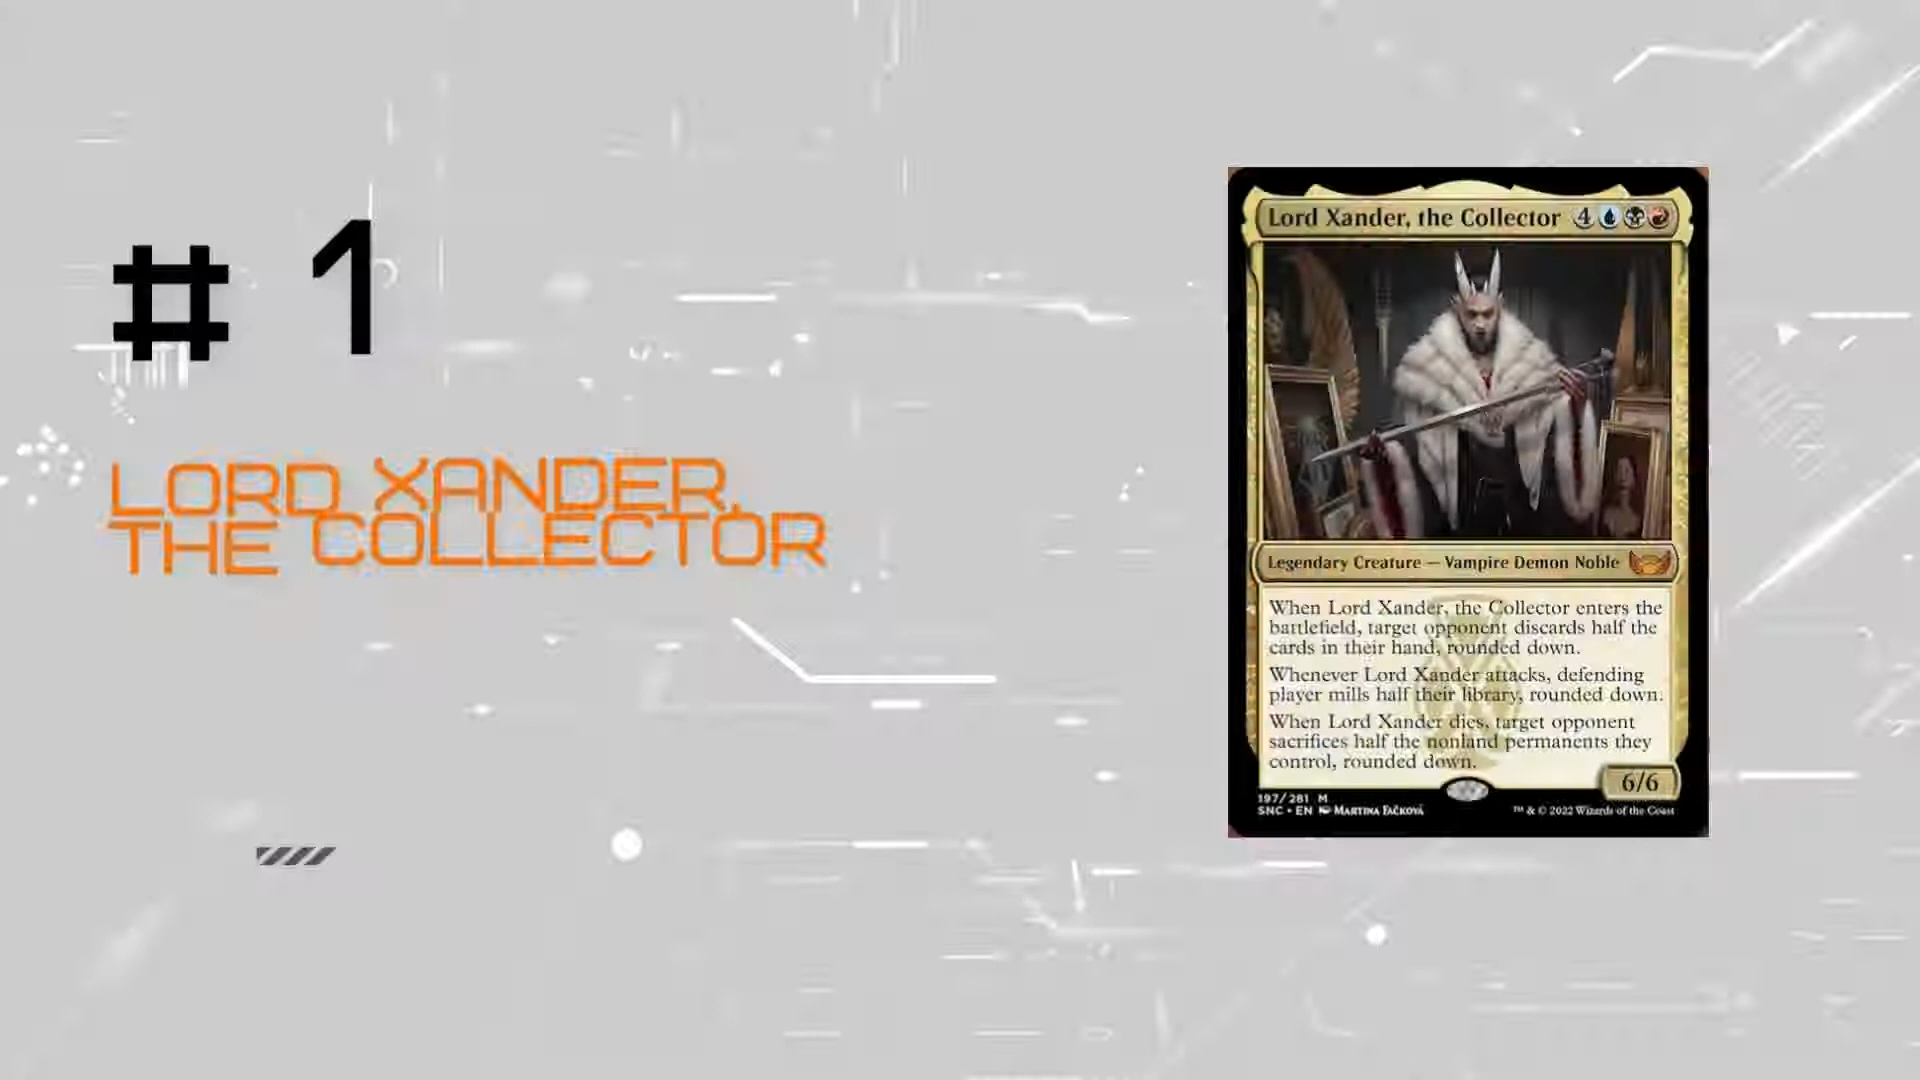 # 1
LORD XANDER,
THE COLLECTOR
Lord Xander, the Collector 4
Legendary Creature — Vampire Demon Noble
When Lord Xander, the Collector enters the
battlefield, target opponent discards half the
cards in their hand, rounded down.
Whenever Lord Xander attacks, defending
player mills half their library, rounded down.
When Lord Xander dies, target opponent
sacrifices half the nonland permanents they
control, rounded down.
6/6
197/281 M
SNC • EN MARTINA FAČKOVÁ
™ & © 2022 Wizards of the Coast